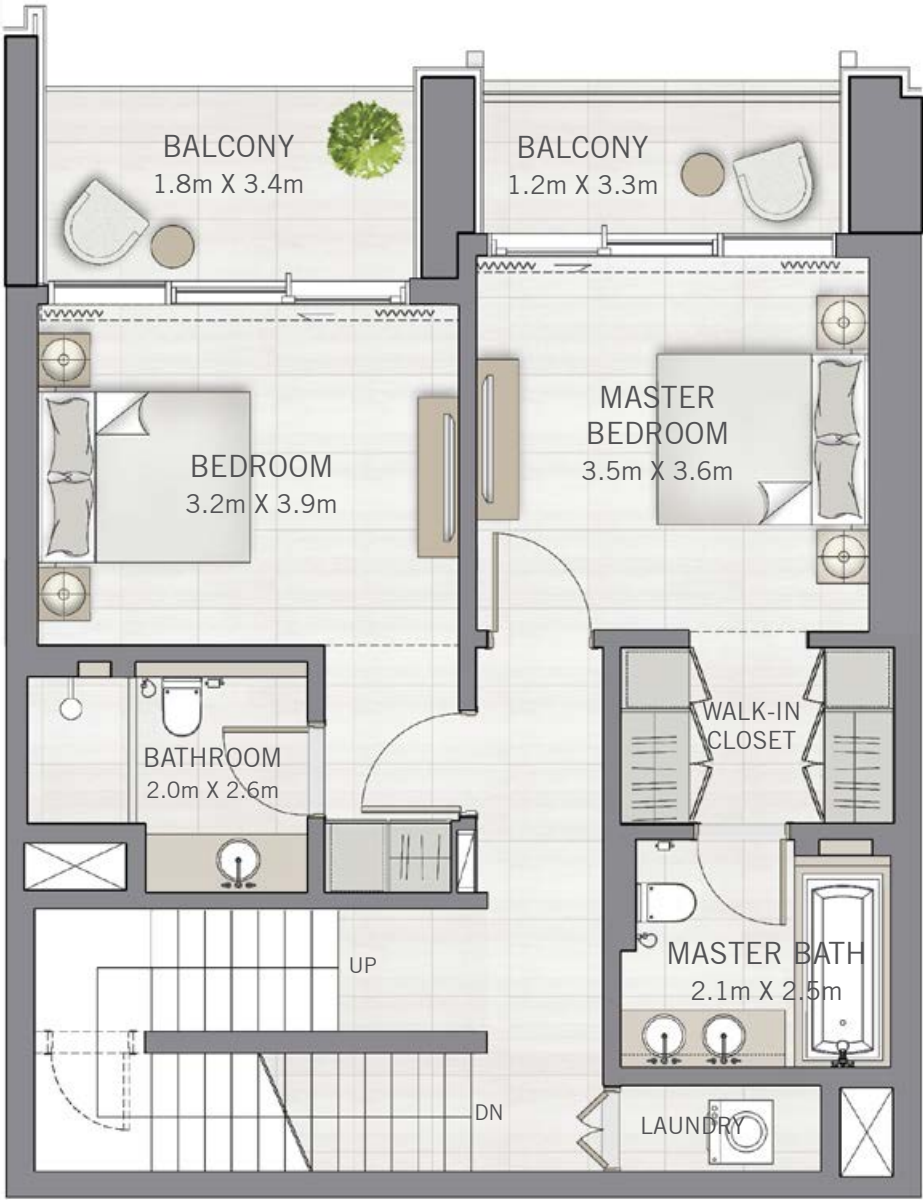 BALCONY
1.8m X 3.4m
BALCONY
1.2m X 3.3m
MASTER
BEDROOM
3.5m X 3.6m
BEDROOM
3.2m X 3.9m
WALK-IN
CLOSET
BATHROOM
2.0m X 2.6m
MASTER BATH
2.1m X 2.5m
UP
DN
LAUNDRY